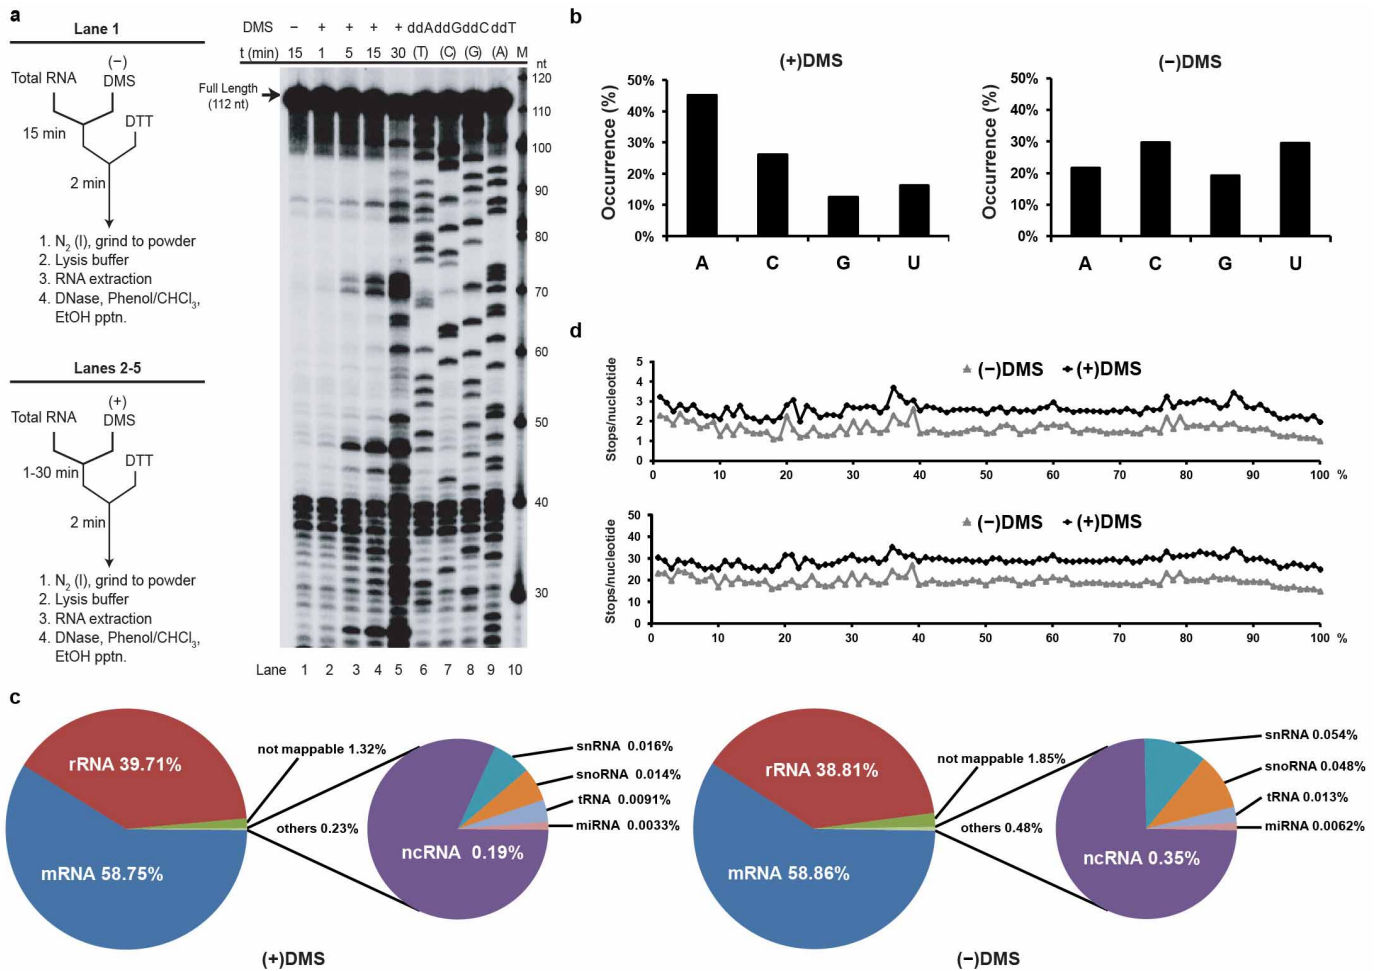 a
Lane 1
(−)
Total RNA DMS
DTT
15 min
2 min
1. N2 (l), grind to powder
2. Lysis buffer
3. RNA extraction
4. DNase, Phenol/CHCl3,
EtOH pptn.
Lanes 2-5
(+)
Total RNA DMS
DTT
1-30 min
2 min
1. N2 (l), grind to powder
2. Lysis buffer
3. RNA extraction
4. DNase, Phenol/CHCl3,
EtOH pptn.
DMS − + + + + ddA ddG ddC ddT
t (min) 15 1 5 15 30 (T) (C) (G) (A) M
nt
Full Length
(112 nt)
120
110
100
90
80
70
60
50
40
30
Lane 1 2 3 4 5 6 7 8 9 10
b
(+)DMS
Occurrence (%)
50%
40%
30%
20%
10%
0%
A C G U
(−)DMS
Occurrence (%)
50%
40%
30%
20%
10%
0%
A C G U
d
Stops/nucleotide
(−)DMS (+)DMS
5
4
3
2
1
0
0 10 20 30 40 50 60 70 80 90 100 %
Stops/nucleotide
(−)DMS (+)DMS
50
40
30
20
10
0
0 10 20 30 40 50 60 70 80 90 100 %
c
rRNA 39.71%
mRNA 58.75%
not mappable 1.32%
others 0.23%
ncRNA 0.19%
snRNA 0.016%
snoRNA 0.014%
tRNA 0.0091%
miRNA 0.0033%
(+)DMS
rRNA 38.81%
mRNA 58.86%
not mappable 1.85%
others 0.48%
ncRNA 0.35%
snRNA 0.054%
snoRNA 0.048%
tRNA 0.013%
miRNA 0.0062%
(−)DMS